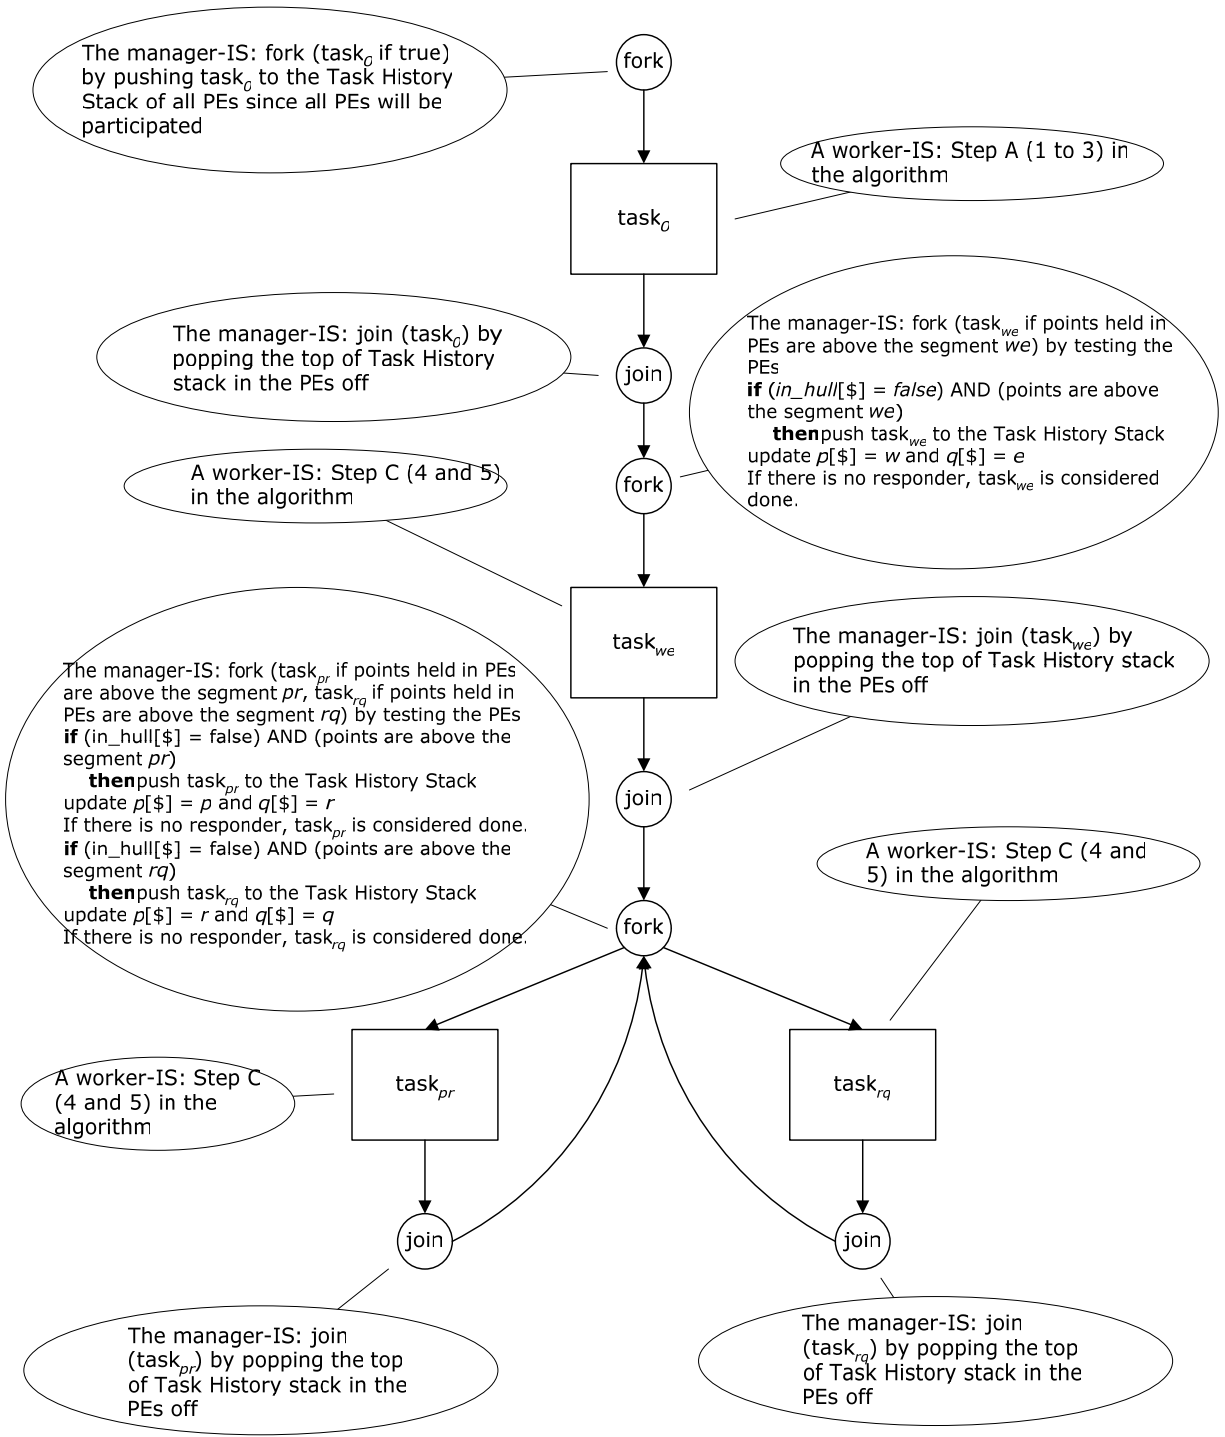 The manager-IS: fork (task0 if true)
by pushing task0 to the Task History
Stack of all PEs since all PEs will be
participated
fork
A worker-IS: Step A (1 to 3) in
the algorithm
task0
The manager-IS: join (task0) by
popping the top of Task History
stack in the PEs off
join
The manager-IS: fork (taskwe if points held in
PEs are above the segment we) by testing the
PEs
if (in_hull[$] = false) AND (points are above
the segment we)
then push taskwe to the Task History Stack
update p[$] = w and q[$] = e
If there is no responder, taskwe is considered
done.
A worker-IS: Step C (4 and 5)
in the algorithm
fork
taskwe
The manager-IS: join (taskwe) by
popping the top of Task History stack
in the PEs off
The manager-IS: fork (taskpr if points held in PEs
are above the segment pr, taskrq if points held in
PEs are above the segment rq) by testing the PEs
if (in_hull[$] = false) AND (points are above the
segment pr)
then push taskpr to the Task History Stack
update p[$] = p and q[$] = r
If there is no responder, taskpr is considered done.
if (in_hull[$] = false) AND (points are above the
segment rq)
then push taskrq to the Task History Stack
update p[$] = r and q[$] = q
If there is no responder, taskrq is considered done.
join
A worker-IS: Step C (4 and
5) in the algorithm
fork
A worker-IS: Step C
(4 and 5) in the
algorithm
taskpr
taskrq
join
join
The manager-IS: join
(taskpr) by popping the top
of Task History stack in the
PEs off
The manager-IS: join
(taskrq) by popping the top
of Task History stack in the
PEs off